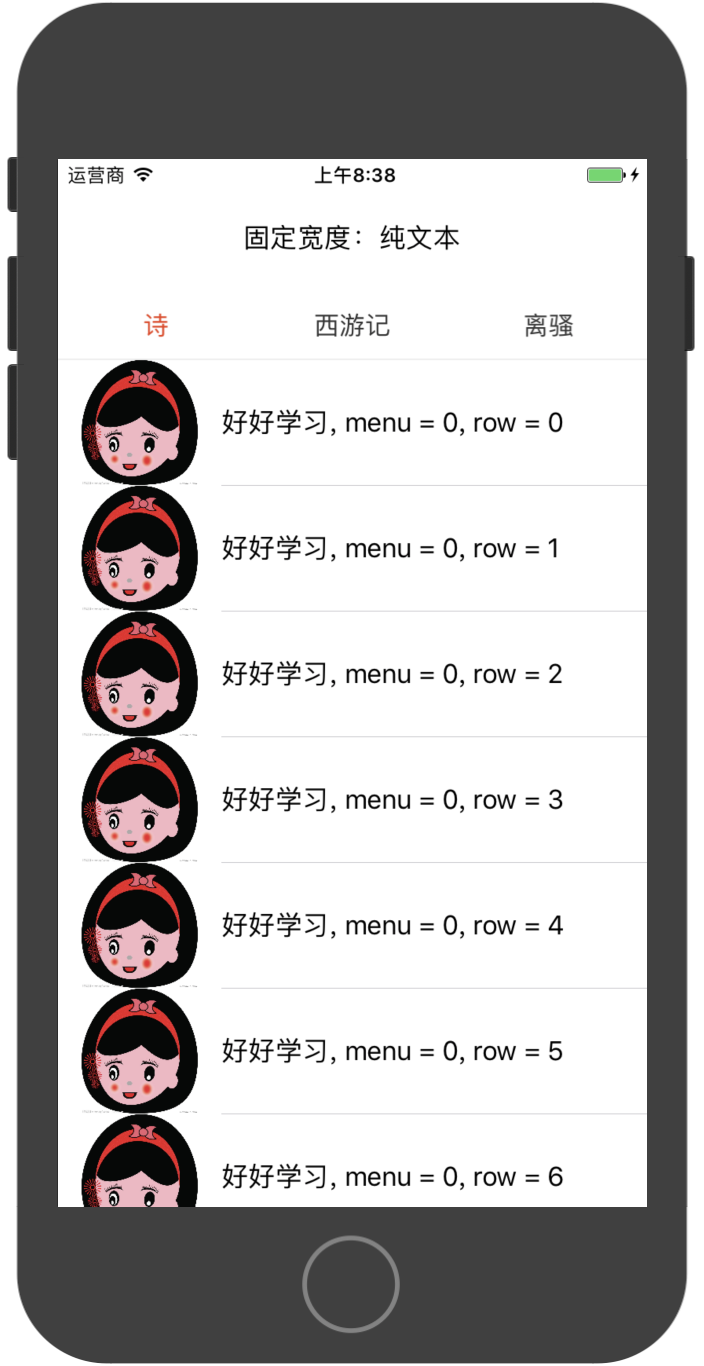 运营商 上午8:38
固定宽度：纯文本
诗 西游记 离骚
好好学习, menu = 0, row = 0
好好学习, menu = 0, row = 1
好好学习, menu = 0, row = 2
好好学习, menu = 0, row = 3
好好学习, menu = 0, row = 4
好好学习, menu = 0, row = 5
好好学习, menu = 0, row = 6